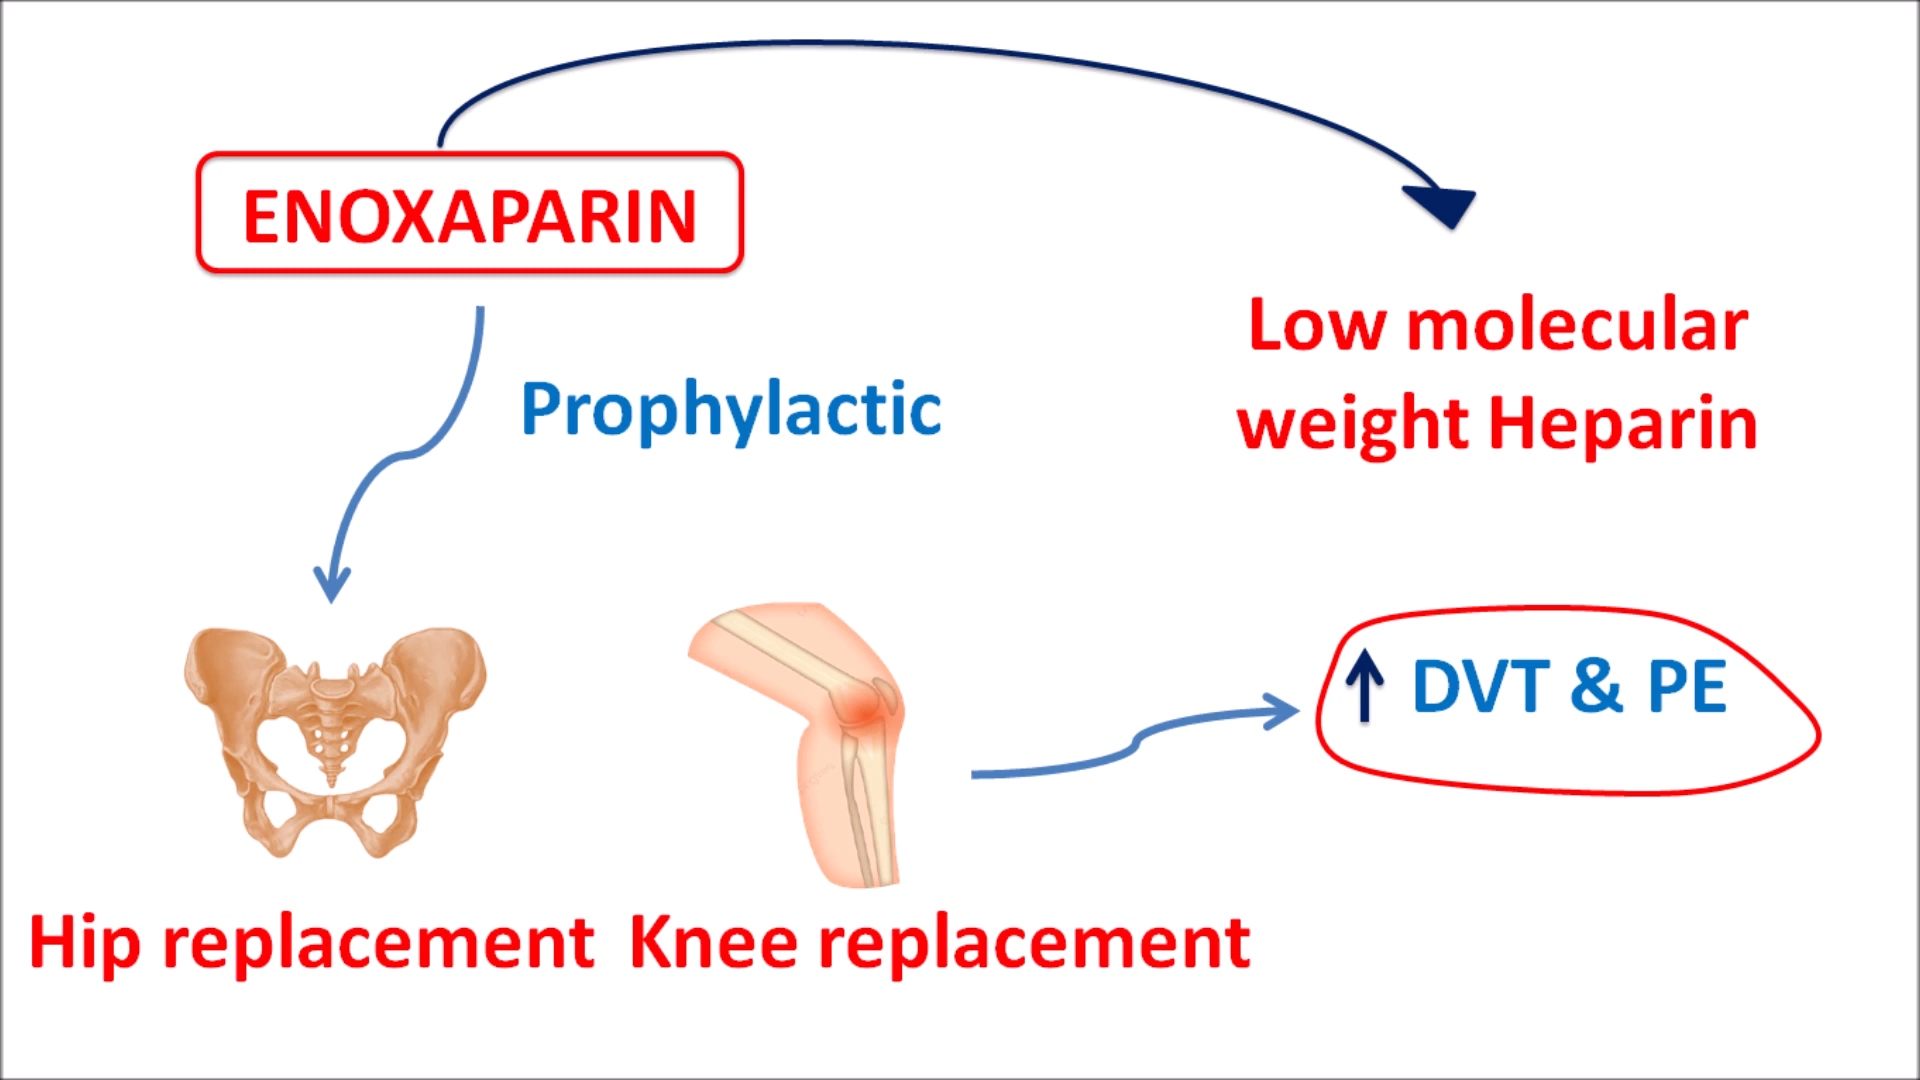 ENOXAPARIN
Prophylactic
Low molecular
weight Heparin
↑ DVT & PE
Hip replacement
Knee replacement